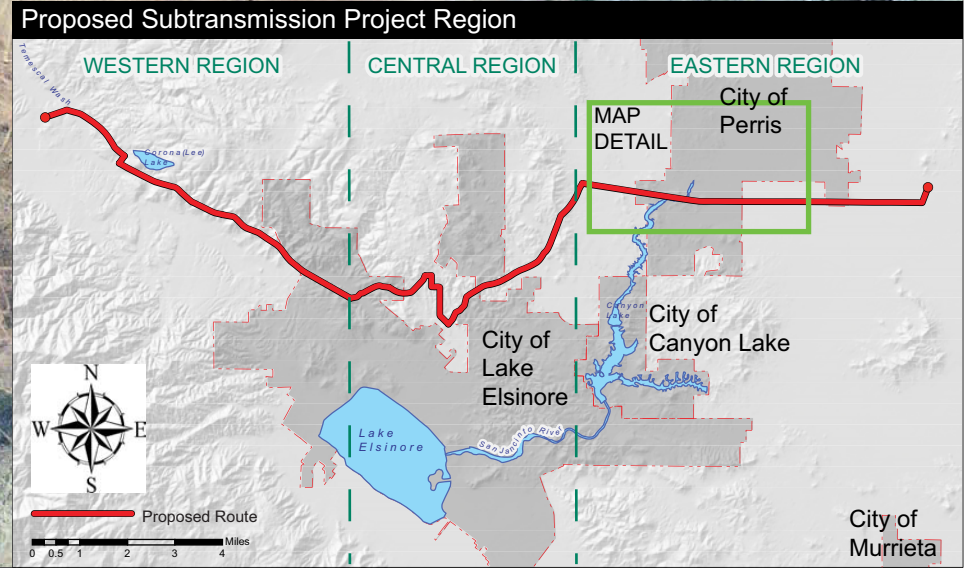 Proposed Subtransmission Project Region
WESTERN REGION
CENTRAL REGION
EASTERN REGION
Temescal Wash
Corona (Lee)
Lake
MAP
DETAIL
City of
Perris
Canyon
Lake
City of
Canyon Lake
City of
Lake
Elsinore
Lake
Elsinore
San Jancinto River
N
W
E
S
Proposed Route
0 0.5 1 2 3 4 Miles
City of
Murrieta